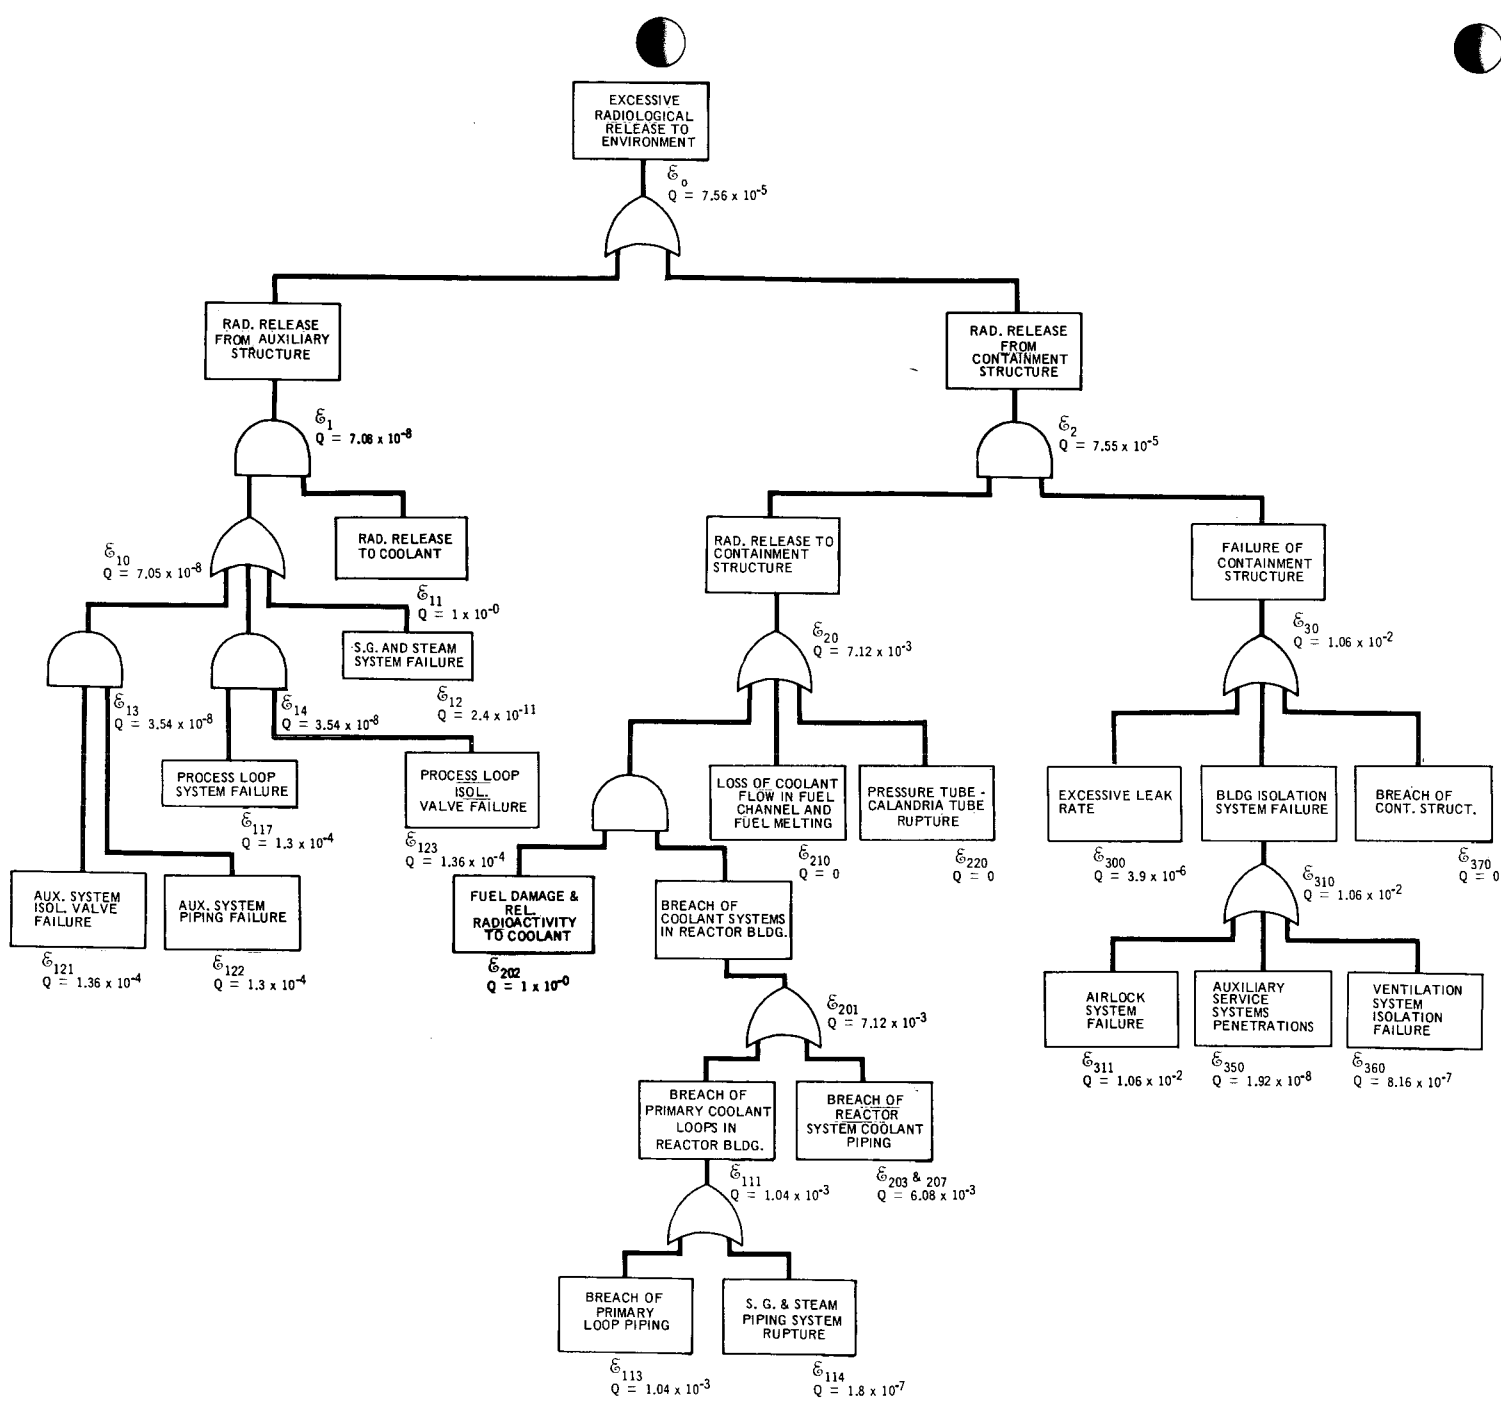 EXCESSIVE
RADIOLOGICAL
RELEASE TO
ENVIRONMENT
ℰ0
Q = 7.56 x 10-5
RAD. RELEASE
FROM AUXILIARY
STRUCTURE
ℰ1
Q = 7.08 x 10-8
RAD. RELEASE
FROM
CONTAINMENT
STRUCTURE
ℰ2
Q = 7.55 x 10-5
RAD. RELEASE
TO COOLANT
ℰ11
Q = 1 x 10-0
ℰ10
Q = 7.05 x 10-8
RAD. RELEASE TO
CONTAINMENT
STRUCTURE
ℰ20
Q = 7.12 x 10-3
FAILURE OF
CONTAINMENT
STRUCTURE
ℰ30
Q = 1.06 x 10-2
S.G. AND STEAM
SYSTEM FAILURE
ℰ12
Q = 2.4 x 10-11
ℰ13
Q = 3.54 x 10-8
ℰ14
Q = 3.54 x 10-8
PROCESS LOOP
SYSTEM FAILURE
ℰ117
Q = 1.3 x 10-4
PROCESS LOOP
ISOL.
VALVE FAILURE
ℰ123
Q = 1.36 x 10-4
LOSS OF COOLANT
FLOW IN FUEL
CHANNEL AND
FUEL MELTING
ℰ210
Q = 0
PRESSURE TUBE -
CALANDRIA TUBE
RUPTURE
ℰ220
Q = 0
EXCESSIVE LEAK
RATE
ℰ300
Q = 3.9 x 10-6
BLDG ISOLATION
SYSTEM FAILURE
ℰ310
Q = 1.06 x 10-2
BREACH OF
CONT. STRUCT.
ℰ370
Q = 0
AUX. SYSTEM
ISOL. VALVE
FAILURE
ℰ121
Q = 1.36 x 10-4
AUX. SYSTEM
PIPING FAILURE
ℰ122
Q = 1.3 x 10-4
FUEL DAMAGE &
REL.
RADIOACTIVITY
TO COOLANT
ℰ202
Q = 1 x 10-0
BREACH OF
COOLANT SYSTEMS
IN REACTOR BLDG.
ℰ201
Q = 7.12 x 10-3
AIRLOCK
SYSTEM
FAILURE
ℰ311
Q = 1.06 x 10-2
AUXILIARY
SERVICE
SYSTEMS
PENETRATIONS
ℰ350
Q = 1.92 x 10-8
VENTILATION
SYSTEM
ISOLATION
FAILURE
ℰ360
Q = 8.16 x 10-7
BREACH OF
PRIMARY COOLANT
LOOPS IN
REACTOR BLDG.
ℰ111
Q = 1.04 x 10-3
BREACH OF
REACTOR
SYSTEM COOLANT
PIPING
ℰ203 & 207
Q = 6.08 x 10-3
BREACH OF
PRIMARY
LOOP PIPING
ℰ113
Q = 1.04 x 10-3
S. G. & STEAM
PIPING SYSTEM
RUPTURE
ℰ114
Q = 1.8 x 10-7